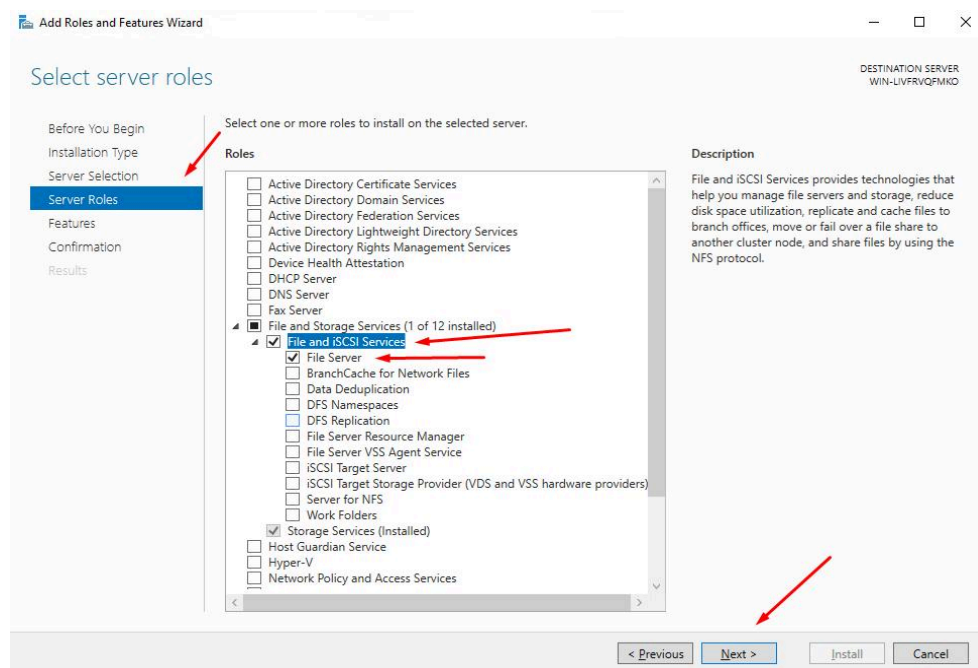 Add Roles and Features Wizard
Select server roles
DESTINATION SERVER
WIN-LIVFRVQFMKO
Before You Begin
Installation Type
Server Selection
Server Roles
Features
Confirmation
Results
Select one or more roles to install on the selected server.
Roles
Active Directory Certificate Services
Active Directory Domain Services
Active Directory Federation Services
Active Directory Lightweight Directory Services
Active Directory Rights Management Services
Device Health Attestation
DHCP Server
DNS Server
Fax Server
File and Storage Services (1 of 12 installed)
File and iSCSI Services
File Server
BranchCache for Network Files
Data Deduplication
DFS Namespaces
DFS Replication
File Server Resource Manager
File Server VSS Agent Service
iSCSI Target Server
iSCSI Target Storage Provider (VDS and VSS hardware providers)
Server for NFS
Work Folders
Storage Services (Installed)
Host Guardian Service
Hyper-V
Network Policy and Access Services
Description
File and iSCSI Services provides technologies that
help you manage file servers and storage, reduce
disk space utilization, replicate and cache files to
branch offices, move or fail over a file share to
another cluster node, and share files by using the
NFS protocol.
< Previous
Next >
Install
Cancel